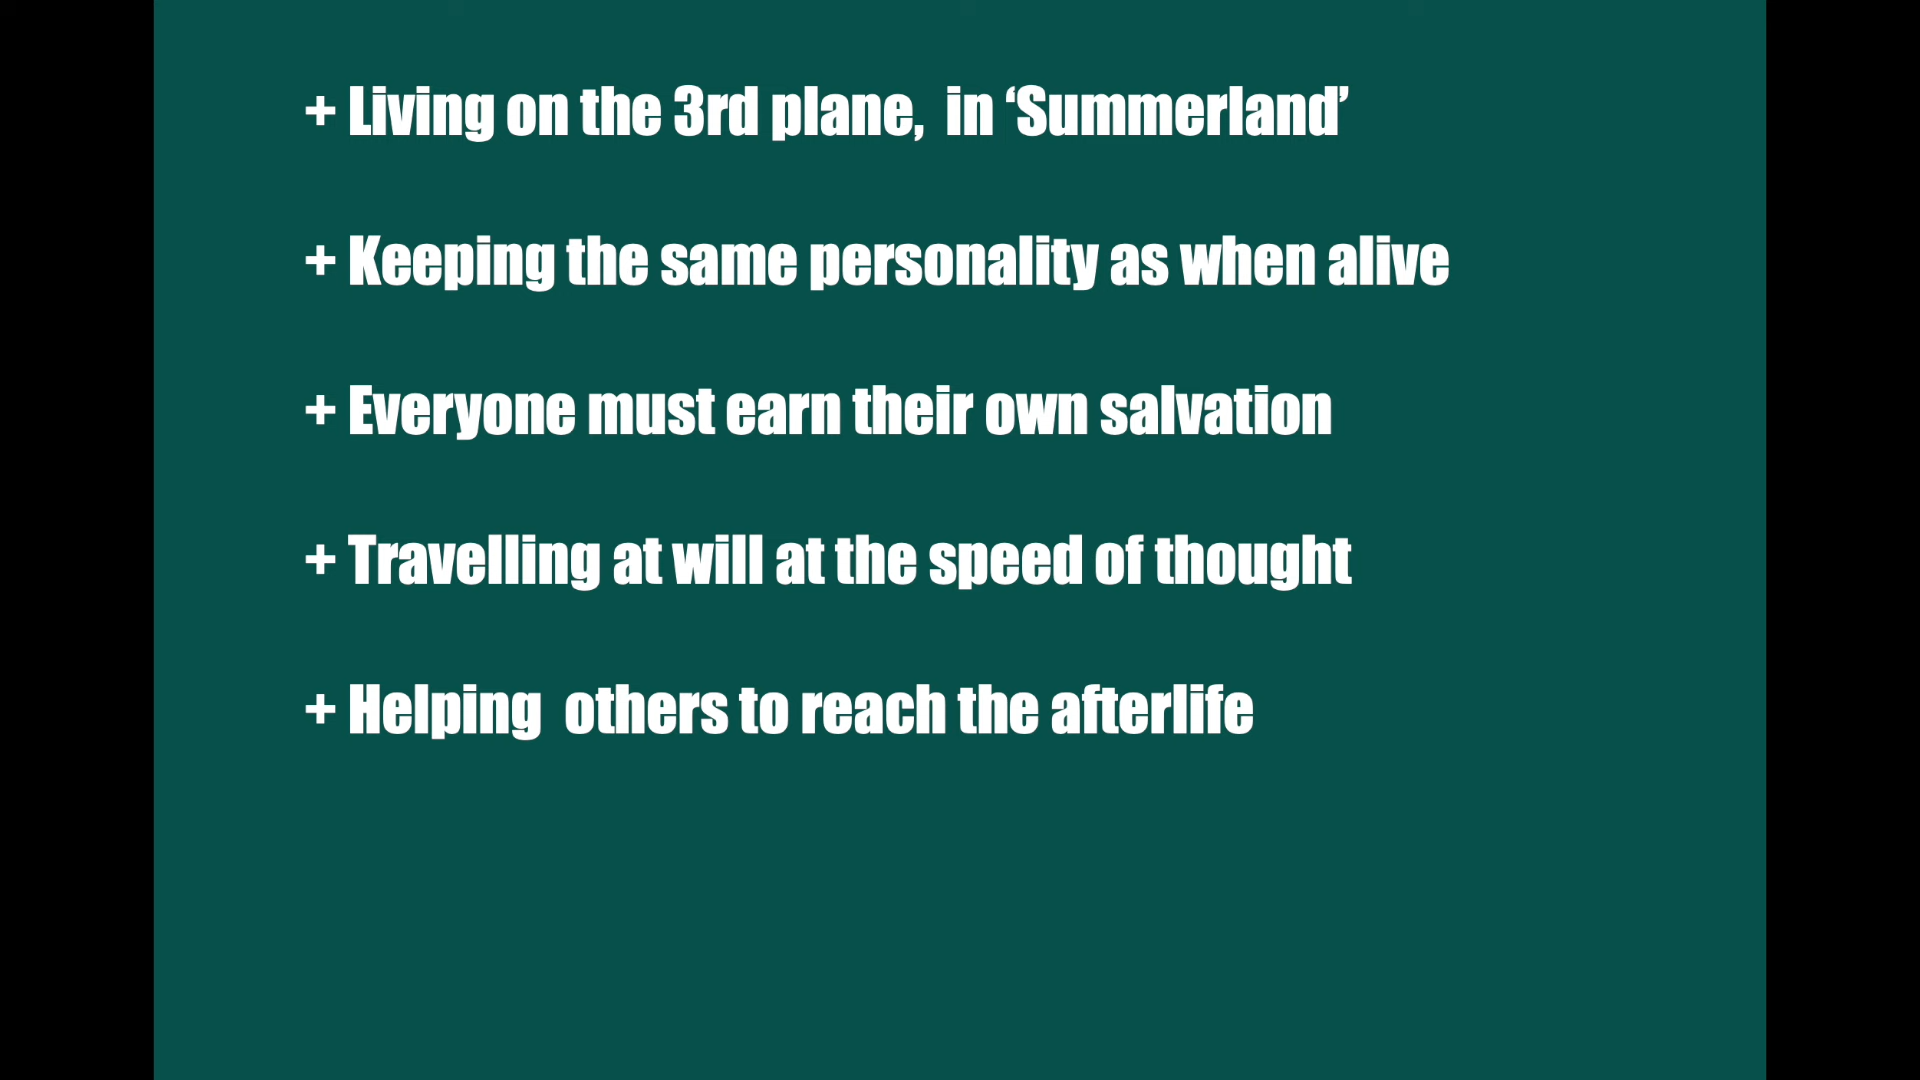 + Living on the 3rd plane,  in ‘Summerland’
+ Keeping the same personality as when alive
+ Everyone must earn their own salvation
+ Travelling at will at the speed of thought
+ Helping  others to reach the afterlife